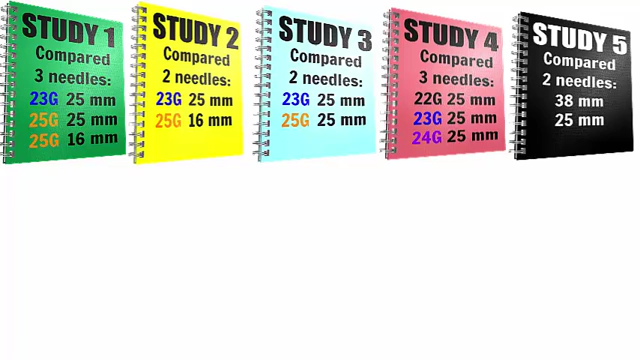 STUDY 1
Compared
3 needles:
23G 25 mm
25G 25 mm
25G 16 mm
STUDY 2
Compared
2 needles:
23G 25 mm
25G 16 mm
STUDY 3
Compared
2 needles:
23G 25 mm
25G 25 mm
STUDY 4
Compared
3 needles:
22G 25 mm
23G 25 mm
24G 25 mm
STUDY 5
Compared
2 needles:
38 mm
25 mm